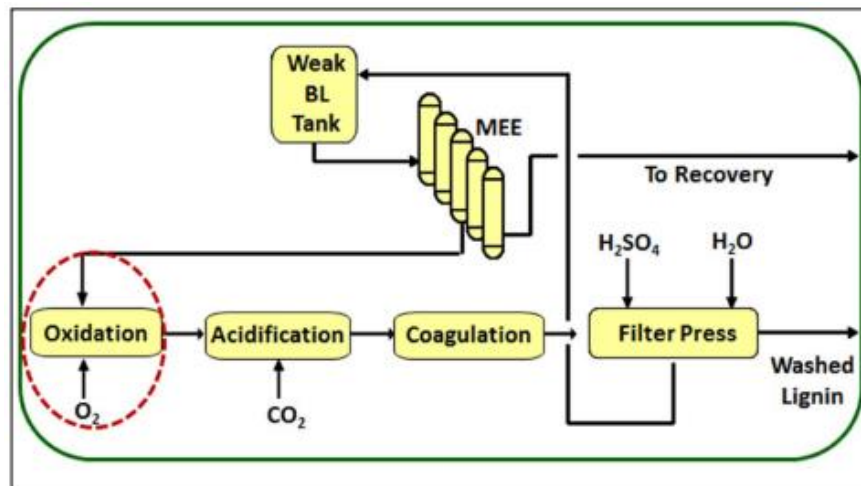 Weak
BL
Tank
MEE
To Recovery
H₂SO₄
H₂O
Oxidation
Acidification
Coagulation
Filter Press
O₂
CO₂
Washed
Lignin